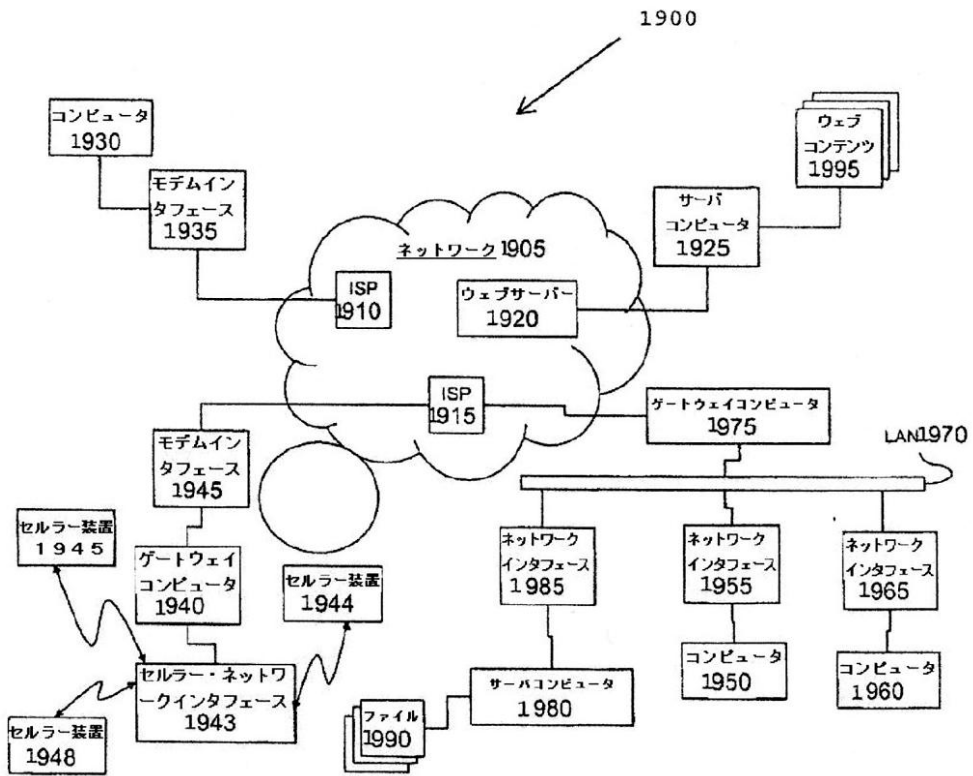 1900
コンピュータ
1930
モデムイン
タフェース
1935
ウェブ
コンテンツ
1995
サーバ
コンピュータ
1925
ネットワーク1905
ISP
1910
ウェブサーバー
1920
ISP
1915
ゲートウェイコンピュータ
1975
LAN1970
モデムイン
タフェース
1945
セルラー装置
1945
ゲートウェイ
コンピュータ
1940
セルラー装置
1944
ネットワーク
インタフェース
1985
ネットワーク
インタフェース
1955
ネットワーク
インタフェース
1965
セルラー・ネットワ
ークインタフェース
1943
セルラー装置
1948
ファイル
1990
サーバコンピュータ
1980
コンピュータ
1950
コンピュータ
1960